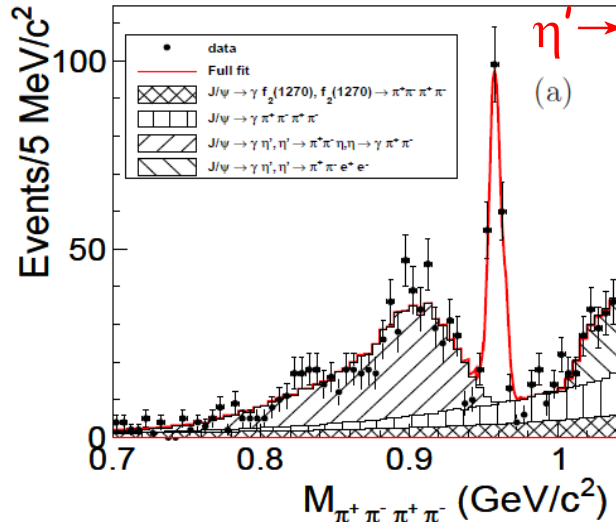 η' →
(a)
data
Full fit
J/ψ→γ f₂(1270), f₂(1270)→π⁺π⁻π⁺π⁻
J/ψ→γ π⁺π⁻π⁺π⁻
J/ψ→γ η', η'→π⁺π⁻η,η→γ π⁺π⁻
J/ψ→γ η', η'→π⁺π⁻e⁺e⁻
Events/5 MeV/c²
100
50
0
0.7 0.8 0.9 1
M_π⁺π⁻π⁺π⁻ (GeV/c²)